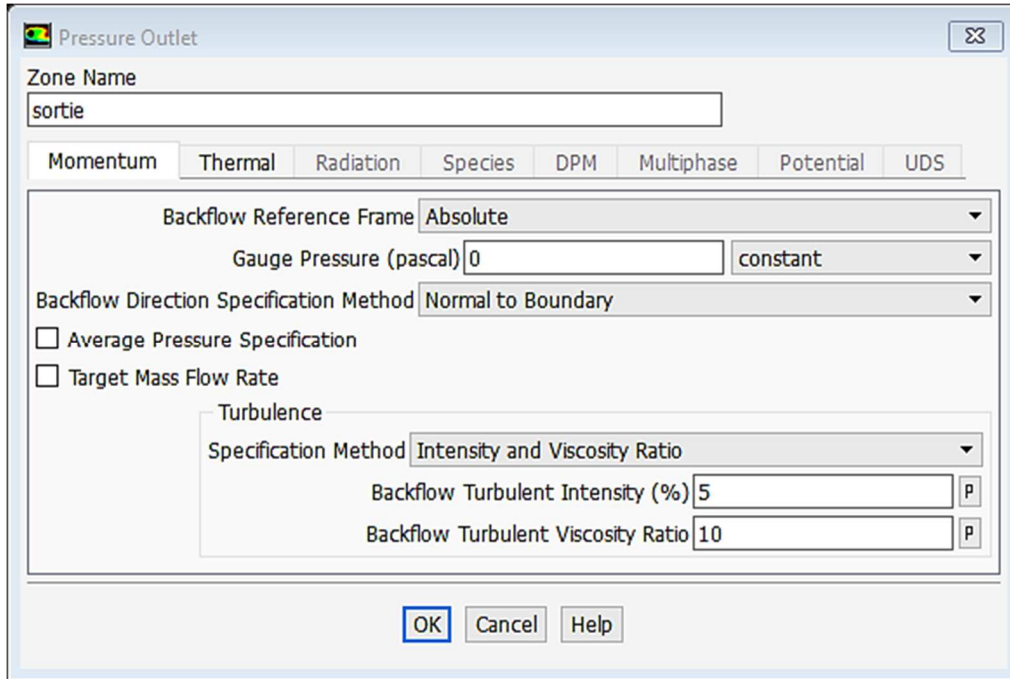 Pressure Outlet
Zone Name
sortie
Momentum Thermal Radiation Species DPM Multiphase Potential UDS
Backflow Reference Frame Absolute
Gauge Pressure (pascal) 0 constant
Backflow Direction Specification Method Normal to Boundary
Average Pressure Specification
Target Mass Flow Rate
Turbulence
Specification Method Intensity and Viscosity Ratio
Backflow Turbulent Intensity (%) 5 P
Backflow Turbulent Viscosity Ratio 10 P
OK Cancel Help